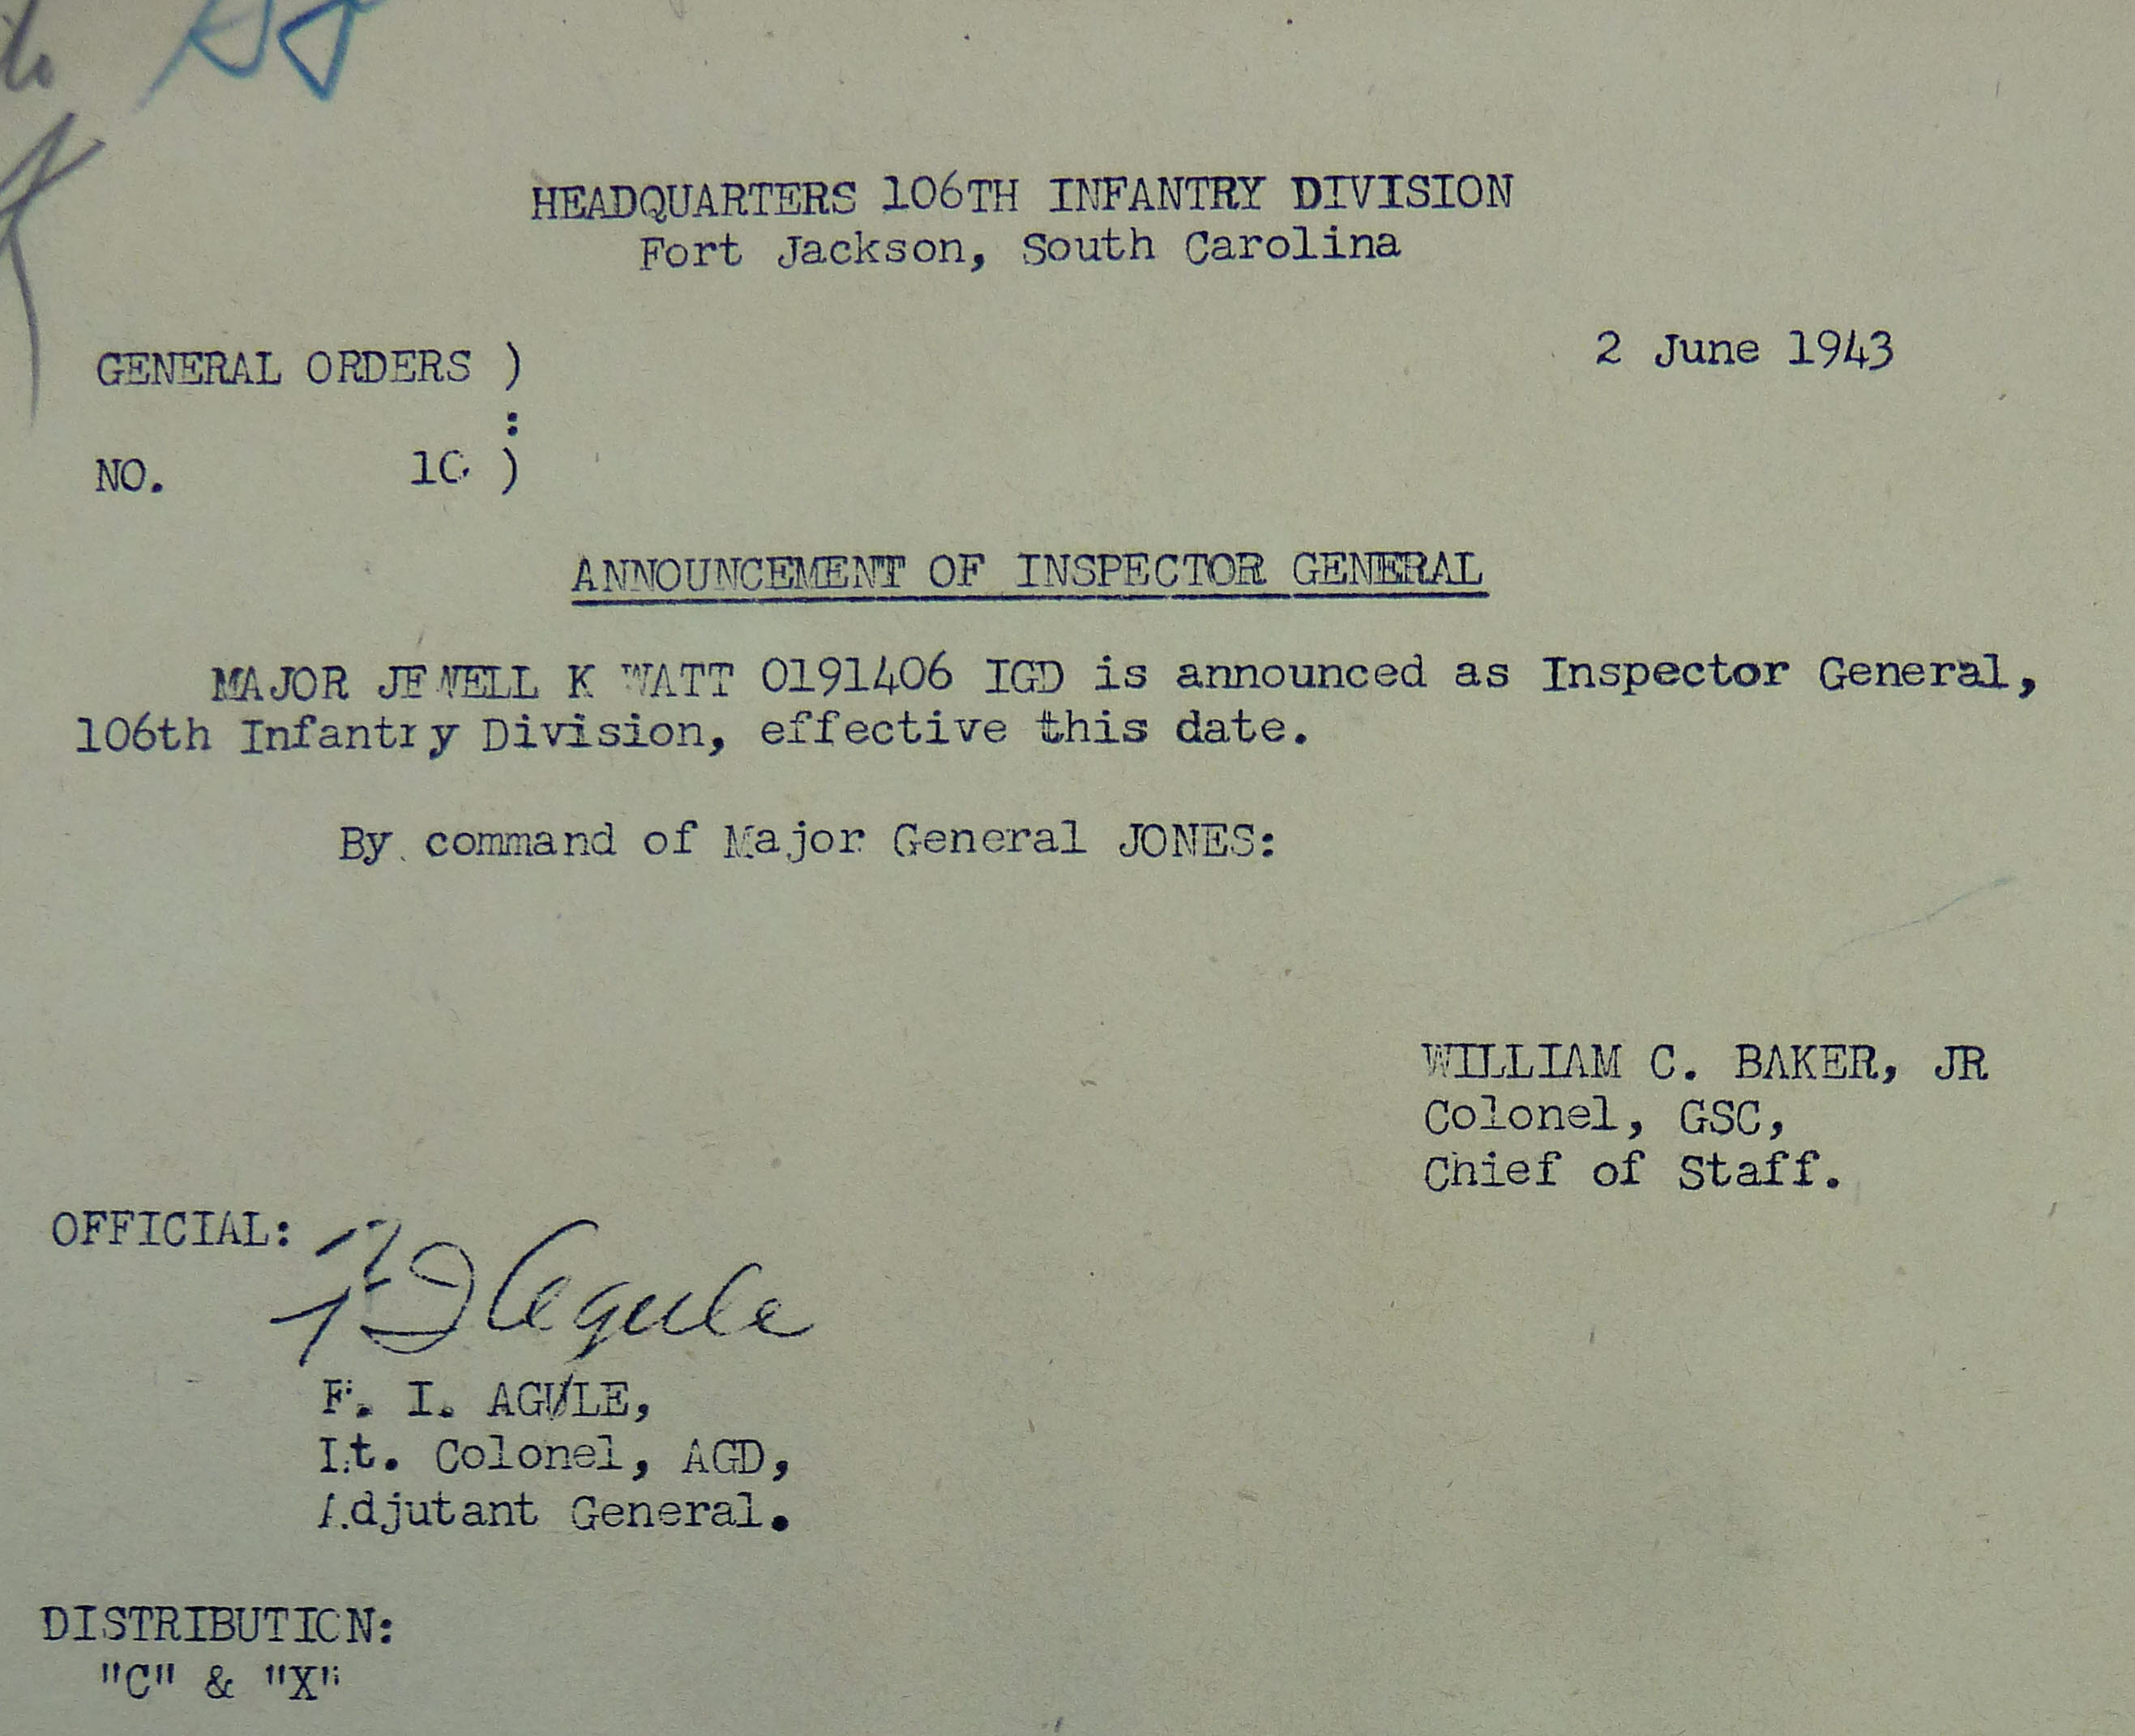 HEADQUARTERS 106TH INFANTRY DIVISION
Fort Jackson, South Carolina
GENERAL ORDERS )
2 June 1943
:
NO. 10 )
ANNOUNCEMENT OF INSPECTOR GENERAL
MAJOR JEWELL K WATT 0191406 IGD is announced as Inspector General,
106th Infantry Division, effective this date.
By command of Major General JONES:
WILLIAM C. BAKER, JR
Colonel, GSC,
Chief of Staff.
OFFICIAL:
F I Agule
F. I. AGULE,
Lt. Colonel, AGD,
Adjutant General.
DISTRIBUTION:
"C" & "X"